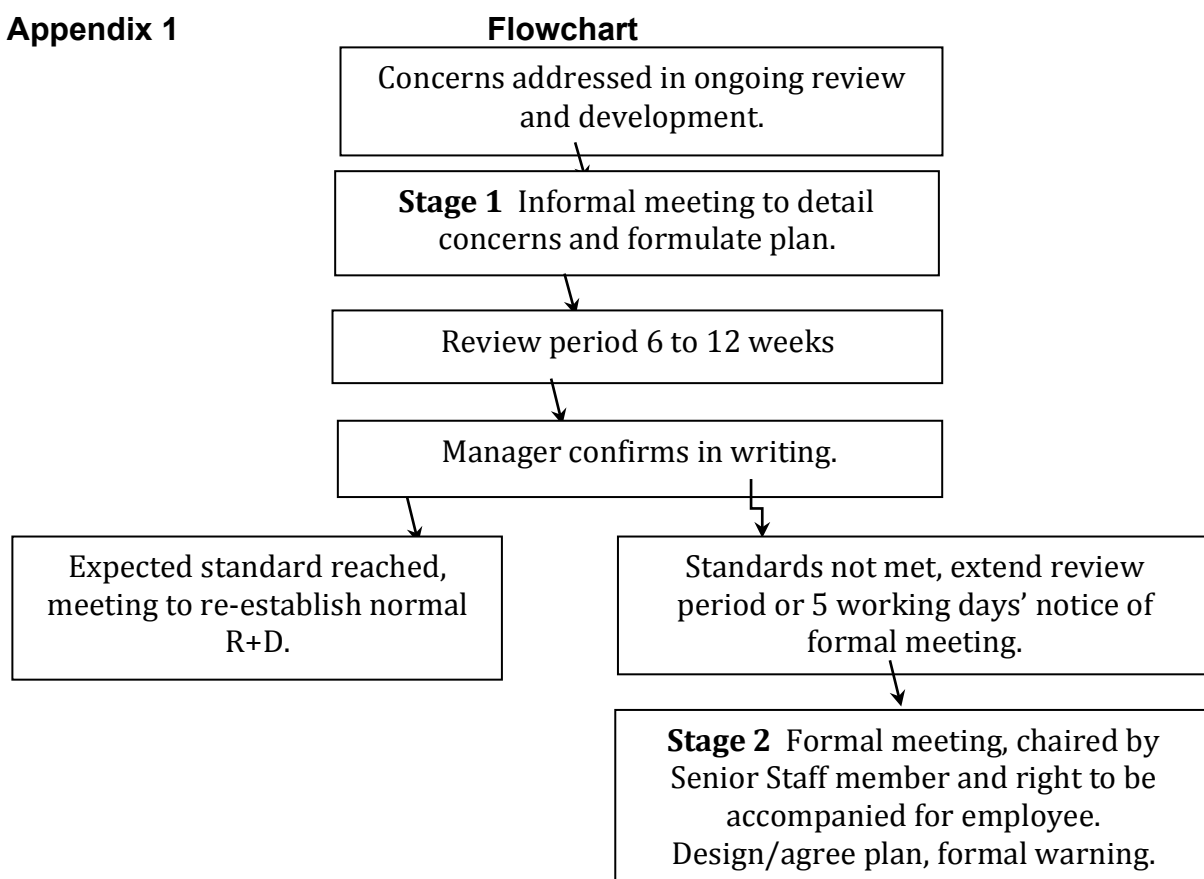 Appendix 1 Flowchart
Concerns addressed in ongoing review
and development.
Stage 1 Informal meeting to detail
concerns and formulate plan.
Review period 6 to 12 weeks
Manager confirms in writing.
Expected standard reached,
meeting to re-establish normal
R+D.
Standards not met, extend review
period or 5 working days’ notice of
formal meeting.
Stage 2 Formal meeting, chaired by
Senior Staff member and right to be
accompanied for employee.
Design/agree plan, formal warning.